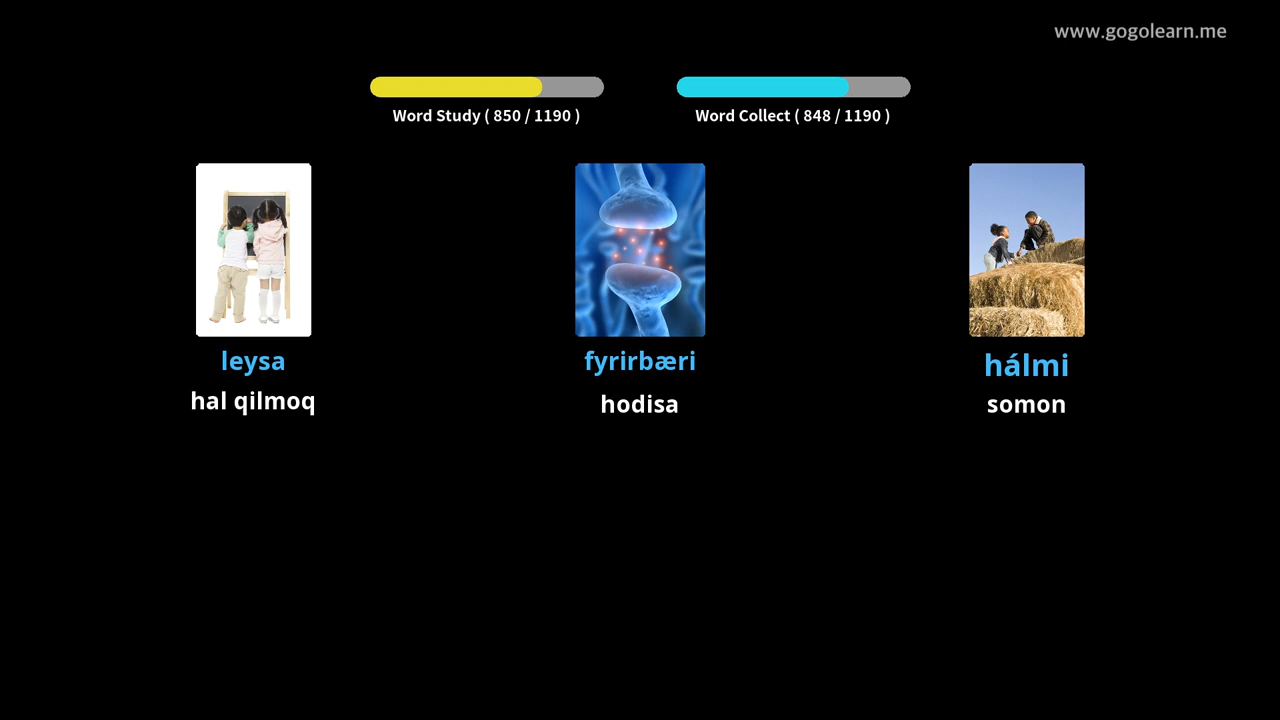 www.gogolearn.me
Word Study ( 850 / 1190 )
Word Collect ( 848 / 1190 )
leysa
hal qilmoq
fyrirbæri
hodisa
hálmi
somon